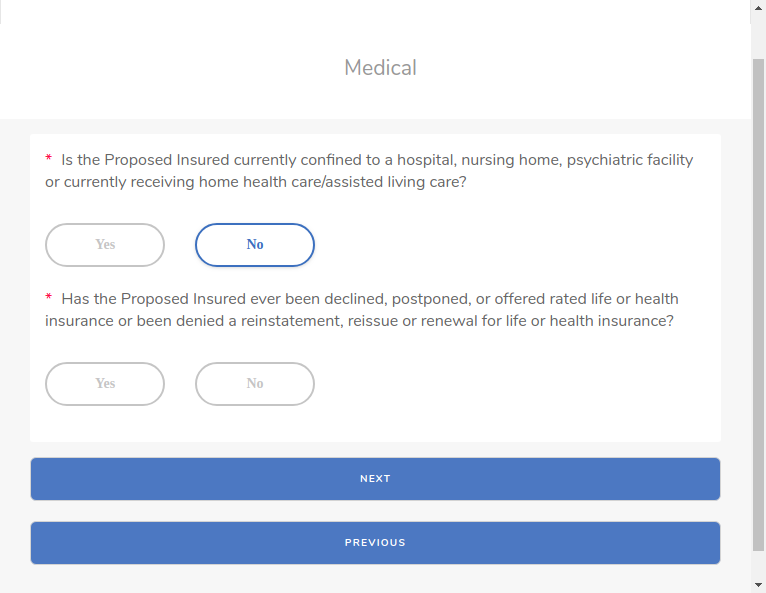 Medical
* Is the Proposed Insured currently confined to a hospital, nursing home, psychiatric facility
or currently receiving home health care/assisted living care?
Yes No
* Has the Proposed Insured ever been declined, postponed, or offered rated life or health
insurance or been denied a reinstatement, reissue or renewal for life or health insurance?
Yes No
NEXT
PREVIOUS